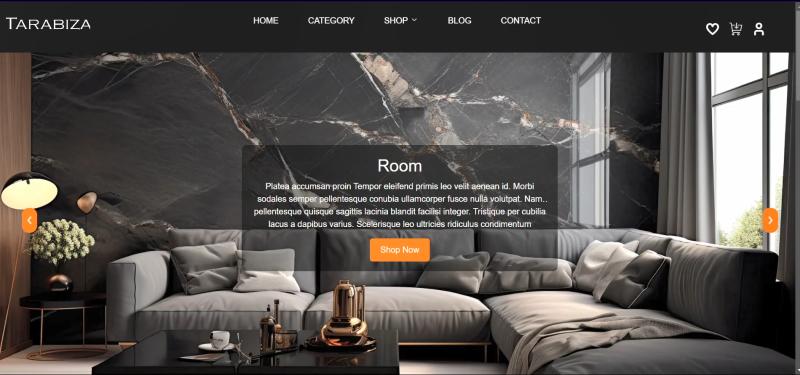 TARABIZA
HOME CATEGORY SHOP BLOG CONTACT
Room
Platea accumsan proin Tempor eleifend primis leo velit aenean id. Morbi
sodales semper pellentesque conubia ullamcorper fusce nulla volutpat. Nam..
pellentesque quisque sagittis lacinia blandit facilisi integer. Tristique per cubilia
lacus a dapibus varius. Scelerisque leo ultricies ridiculus condimentum
Shop Now